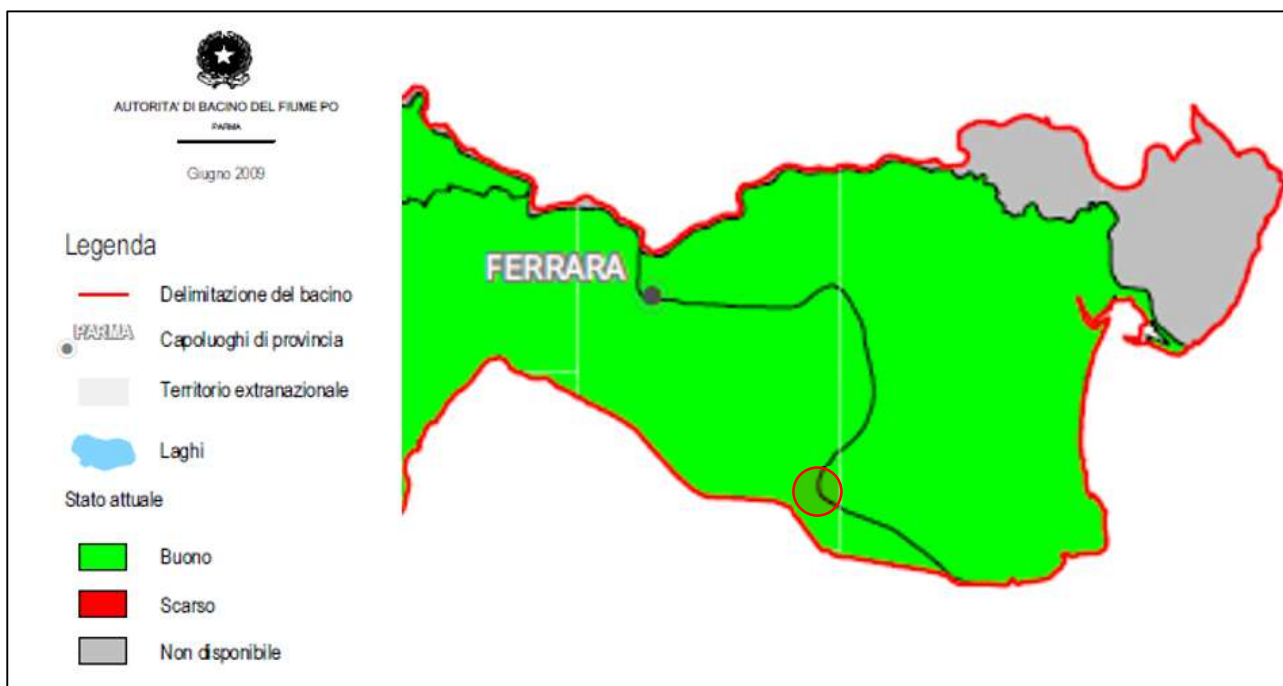 AUTORITA' DI BACINO DEL FIUME PO
PARMA
Giugno 2009
Legenda
Delimitazione del bacino
PARMA
Capoluoghi di provincia
Territorio extranazionale
Laghi
Stato attuale
Buono
Scarso
Non disponibile
FERRARA